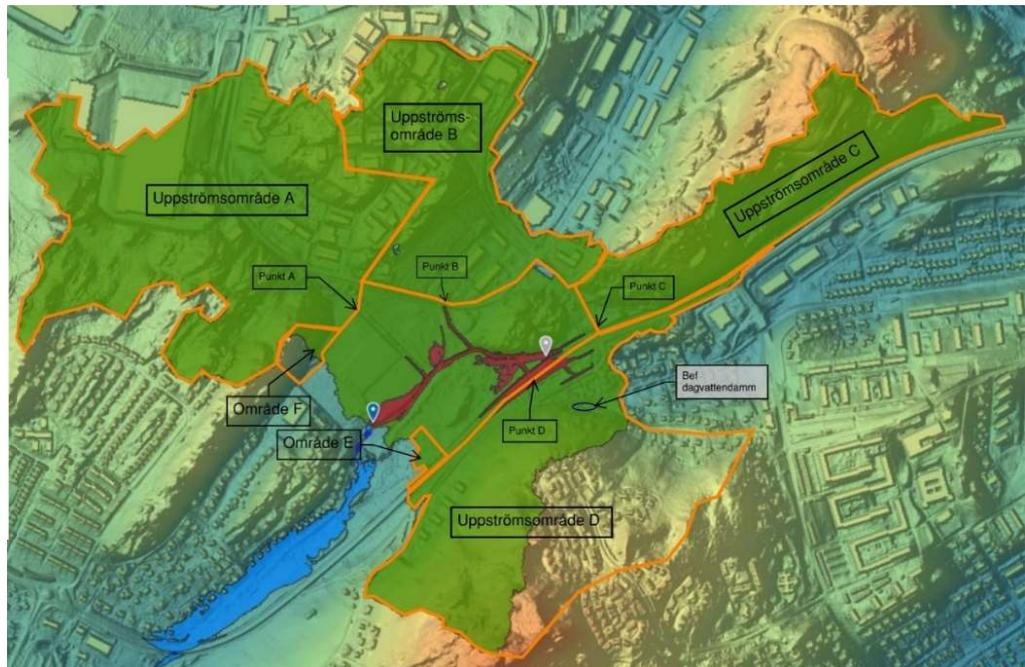 Uppströms-
område B
Uppströmsområde A
Uppströmsområde C
Punkt A
Punkt B
Punkt C
Bef
dagvattendamm
Område F
Punkt D
Område E
Uppströmsområde D